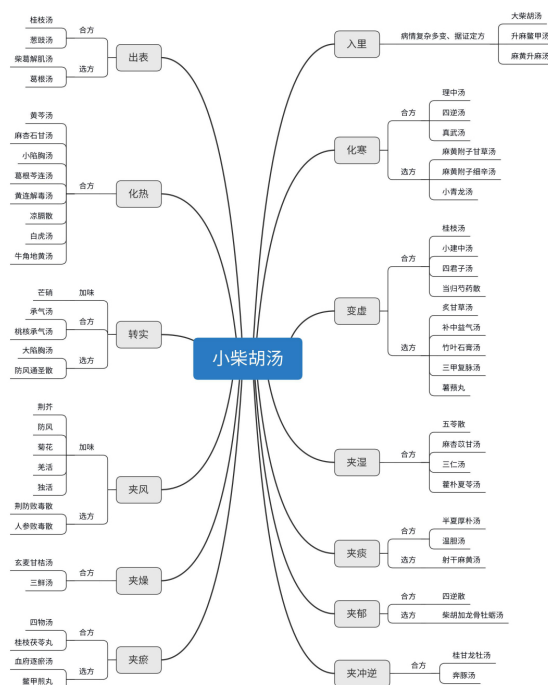 小柴胡汤
出表
合方
桂枝汤
葱豉汤
选方
柴葛解肌汤
葛根汤
化热
合方
黄芩汤
麻杏石甘汤
小陷胸汤
葛根芩连汤
黄连解毒汤
凉膈散
白虎汤
牛角地黄汤
转实
加味
芒硝
合方
承气汤
桃核承气汤
选方
大陷胸汤
防风通圣散
夹风
加味
荆芥
防风
菊花
羌活
独活
选方
荆防败毒散
人参败毒散
夹燥
合方
玄麦甘桔汤
三鲜汤
夹瘀
合方
四物汤
桂枝茯苓丸
选方
血府逐瘀汤
鳖甲煎丸
入里
病情复杂多变、据证定方
大柴胡汤
升麻鳖甲汤
麻黄升麻汤
化寒
合方
理中汤
四逆汤
真武汤
选方
麻黄附子甘草汤
麻黄附子细辛汤
小青龙汤
变虚
合方
桂枝汤
小建中汤
四君子汤
当归芍药散
选方
炙甘草汤
补中益气汤
竹叶石膏汤
三甲复脉汤
薯蓣丸
夹湿
合方
五苓散
麻杏苡甘汤
三仁汤
藿朴夏苓汤
夹痰
合方
半夏厚朴汤
温胆汤
选方
射干麻黄汤
夹郁
合方
四逆散
选方
柴胡加龙骨牡蛎汤
夹冲逆
合方
桂甘龙牡汤
奔豚汤